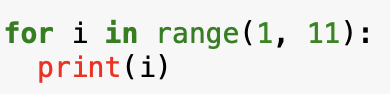 for i in range(1, 11):
  print(i)